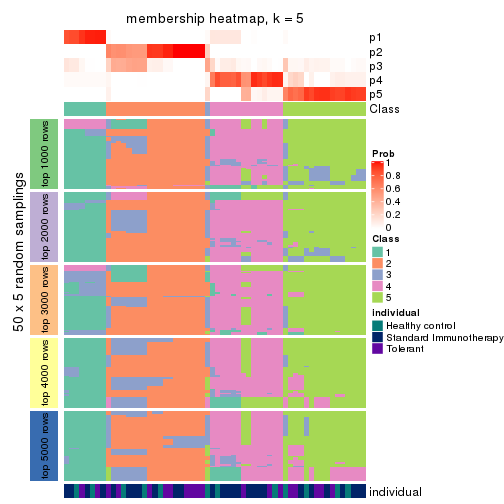 membership heatmap, k = 5
p1
p2
p3
p4
p5
Class
50 x 5 random samplings
top 1000 rows
top 2000 rows
top 3000 rows
top 4000 rows
top 5000 rows
individual
Prob
1
0.8
0.6
0.4
0.2
0
Class
1
2
3
4
5
individual
Healthy control
Standard Immunotherapy
Tolerant